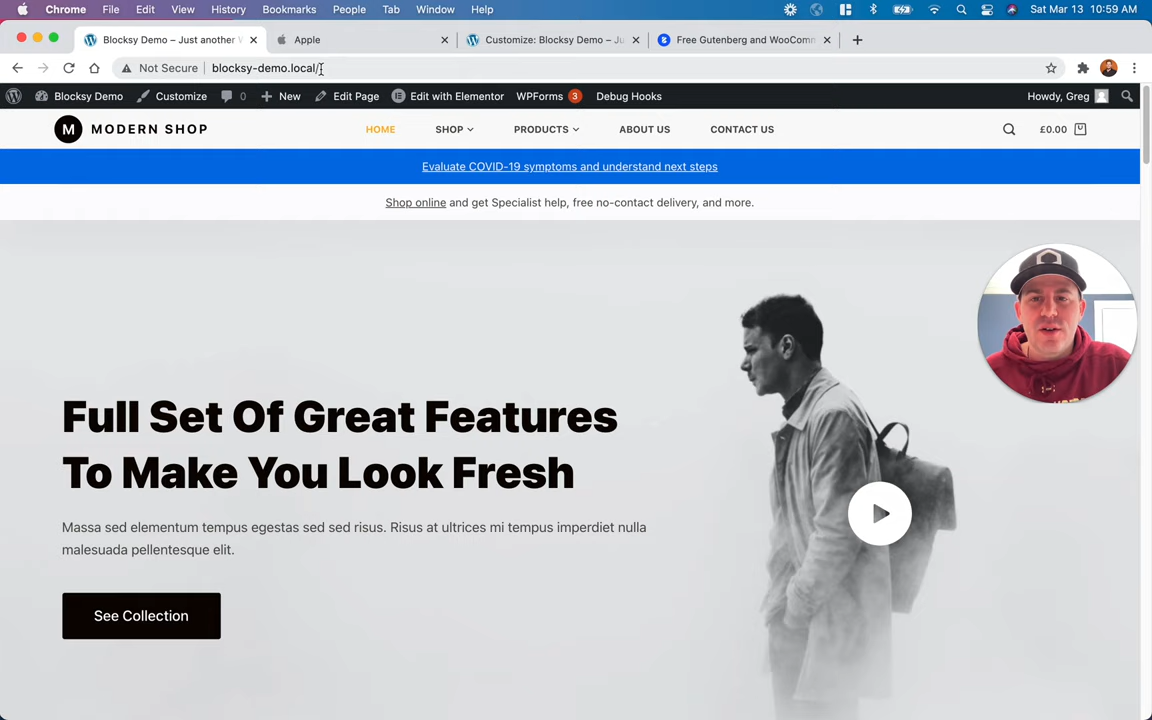 Chrome File Edit View History Bookmarks People Tab Window Help Sat Mar 13 10:59 AM
Blocksy Demo – Just another W Apple Customize: Blocksy Demo – Ju Free Gutenberg and WooComm
Not Secure blocksy-demo.local/
Blocksy Demo Customize 0 New Edit Page Edit with Elementor WPForms 3 Debug Hooks Howdy, Greg
M MODERN SHOP HOME SHOP PRODUCTS ABOUT US CONTACT US £0.00
Evaluate COVID-19 symptoms and understand next steps
Shop online and get Specialist help, free no-contact delivery, and more.
Full Set Of Great Features
To Make You Look Fresh
Massa sed elementum tempus egestas sed sed risus. Risus at ultrices mi tempus imperdiet nulla
malesuada pellentesque elit.
See Collection